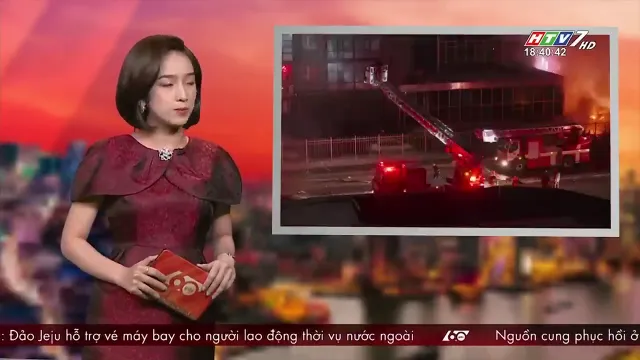 HTV7 HD
18:40:42
: Đảo Jeju hỗ trợ vé máy bay cho người lao động thời vụ nước ngoài 60 Nguồn cung phục hồi ở